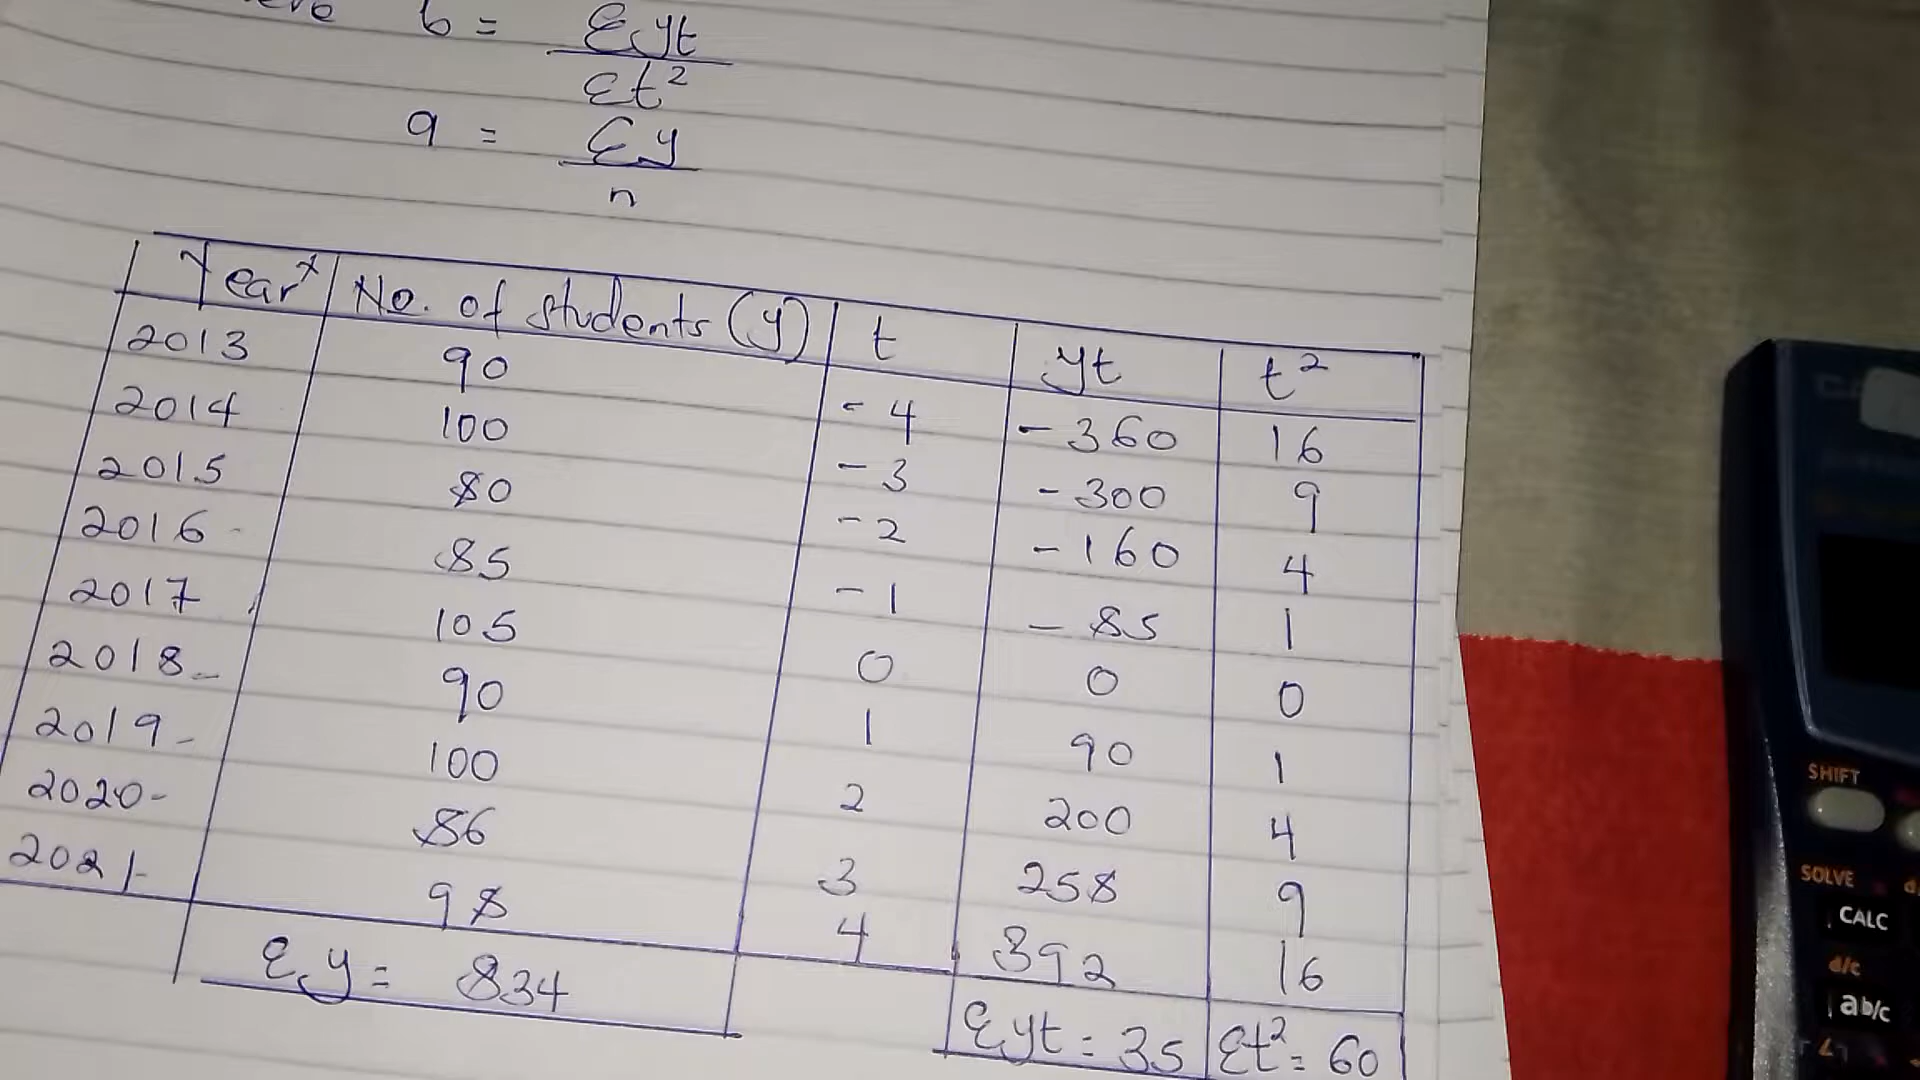 b = Σyt
Σt²
a = Σy
n
Year x No. of students (y) t yt t²
2013 90 -4 -360 16
2014 100 -3 -300 9
2015 80 -2 -160 4
2016 85 -1 -85 1
2017 105 0 0 0
2018 90 1 90 1
2019 100 2 200 4
2020 86 3 258 9
2021 98 4 392 16
Σy = 834 Σyt = 35 Σt² = 60
SHIFT
SOLVE
CALC
d/c
ab/c